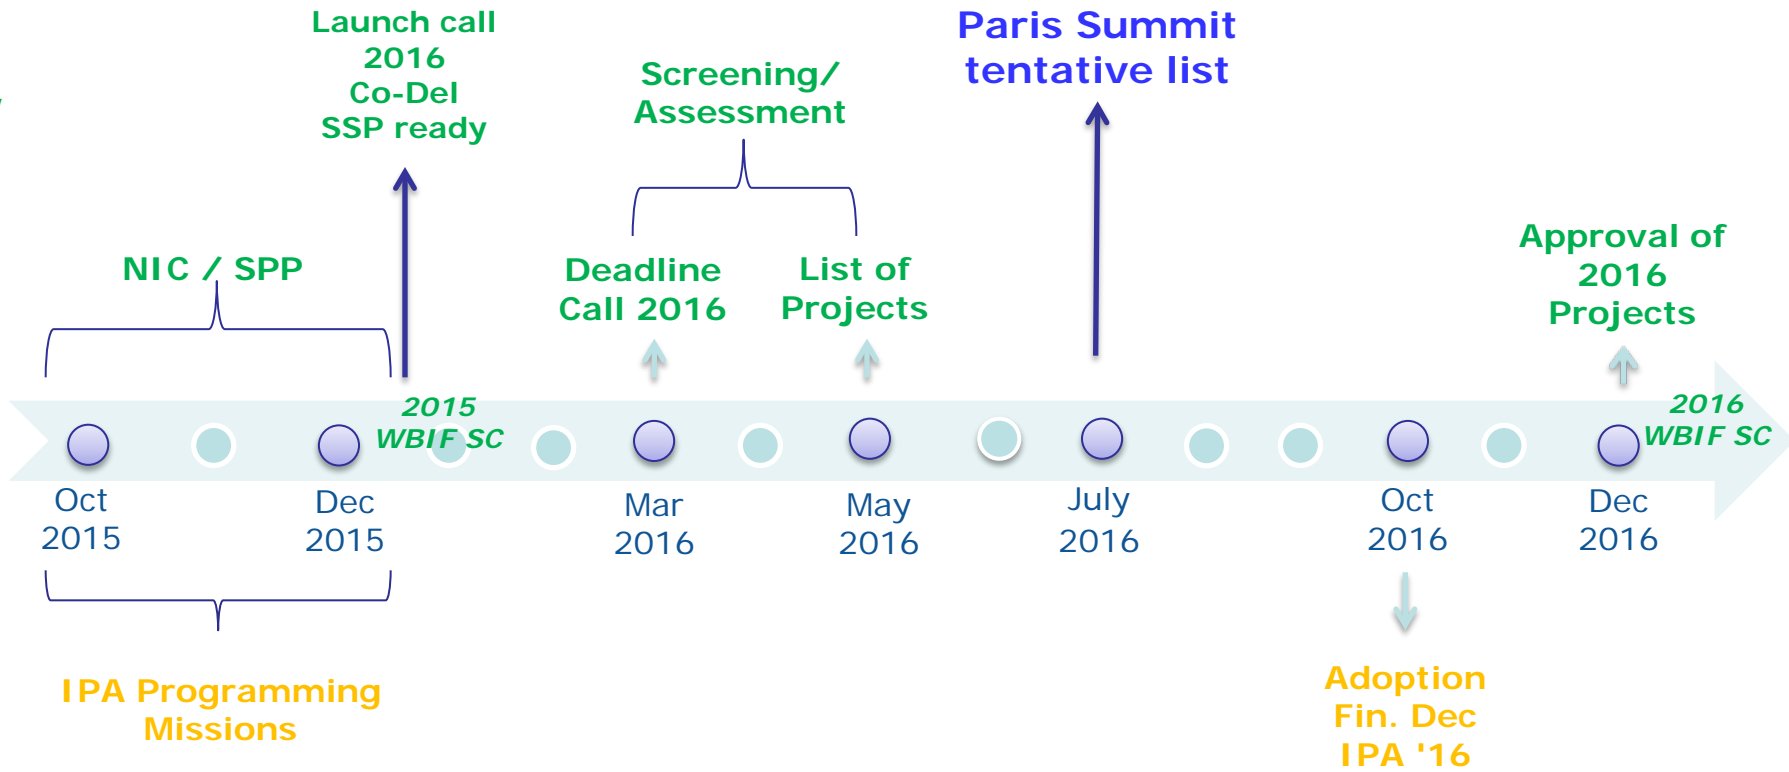 Launch call
2016
Co-Del
SSP ready
Paris Summit
tentative list
Screening/
Assessment
NIC / SPP
Deadline
Call 2016
List of
Projects
Approval of
2016
Projects
2015
WBIF SC
2016
WBIF SC
Oct
2015
Dec
2015
Mar
2016
May
2016
July
2016
Oct
2016
Dec
2016
IPA Programming
Missions
Adoption
Fin. Dec
IPA '16